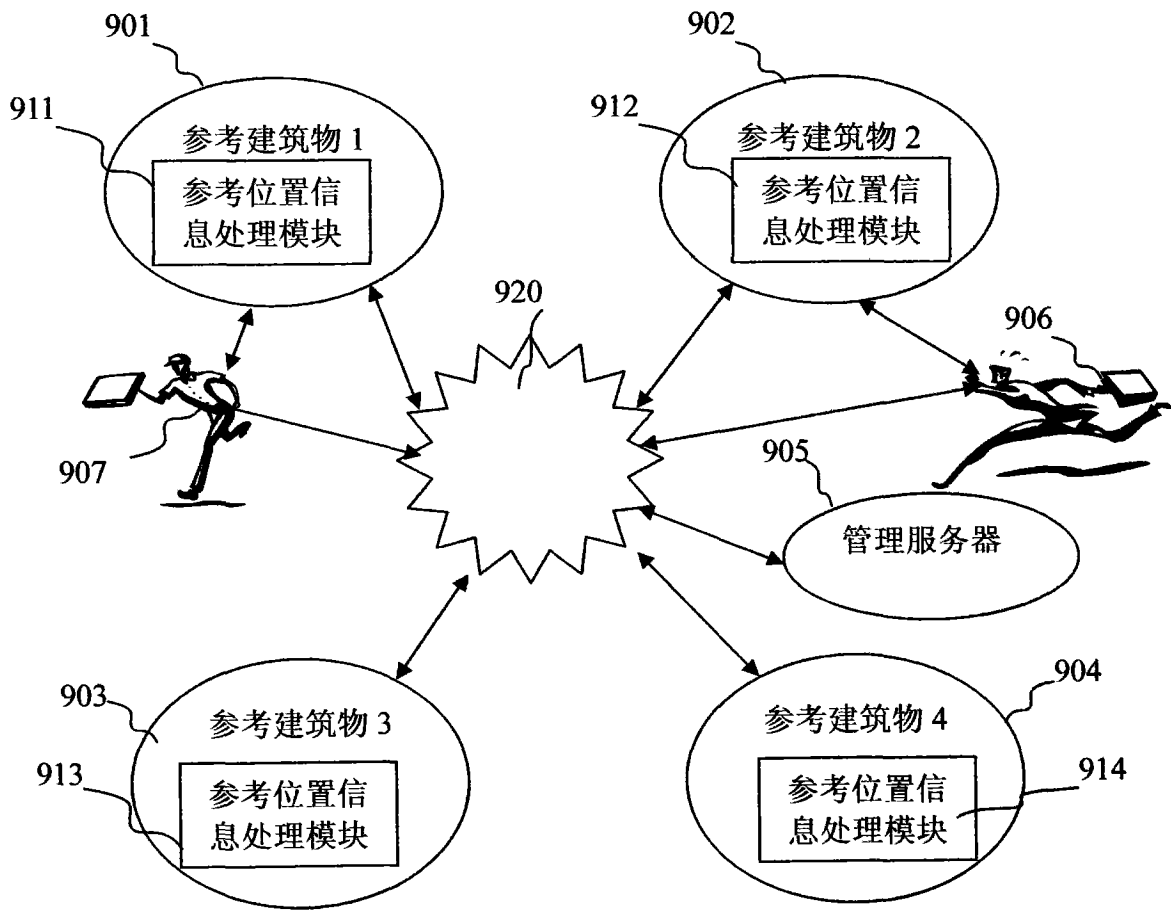 901
902
911
912
参考建筑物 1
参考位置信
息处理模块
参考建筑物 2
参考位置信
息处理模块
920
906
907
905
管理服务器
903
904
913
914
参考建筑物 3
参考位置信
息处理模块
参考建筑物 4
参考位置信
息处理模块